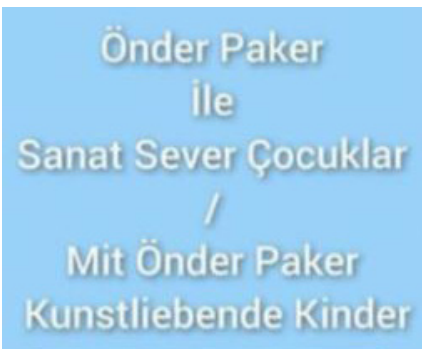 Önder Paker
İle
Sanat Sever Çocuklar
/
Mit Önder Paker
Kunstliebende Kinder